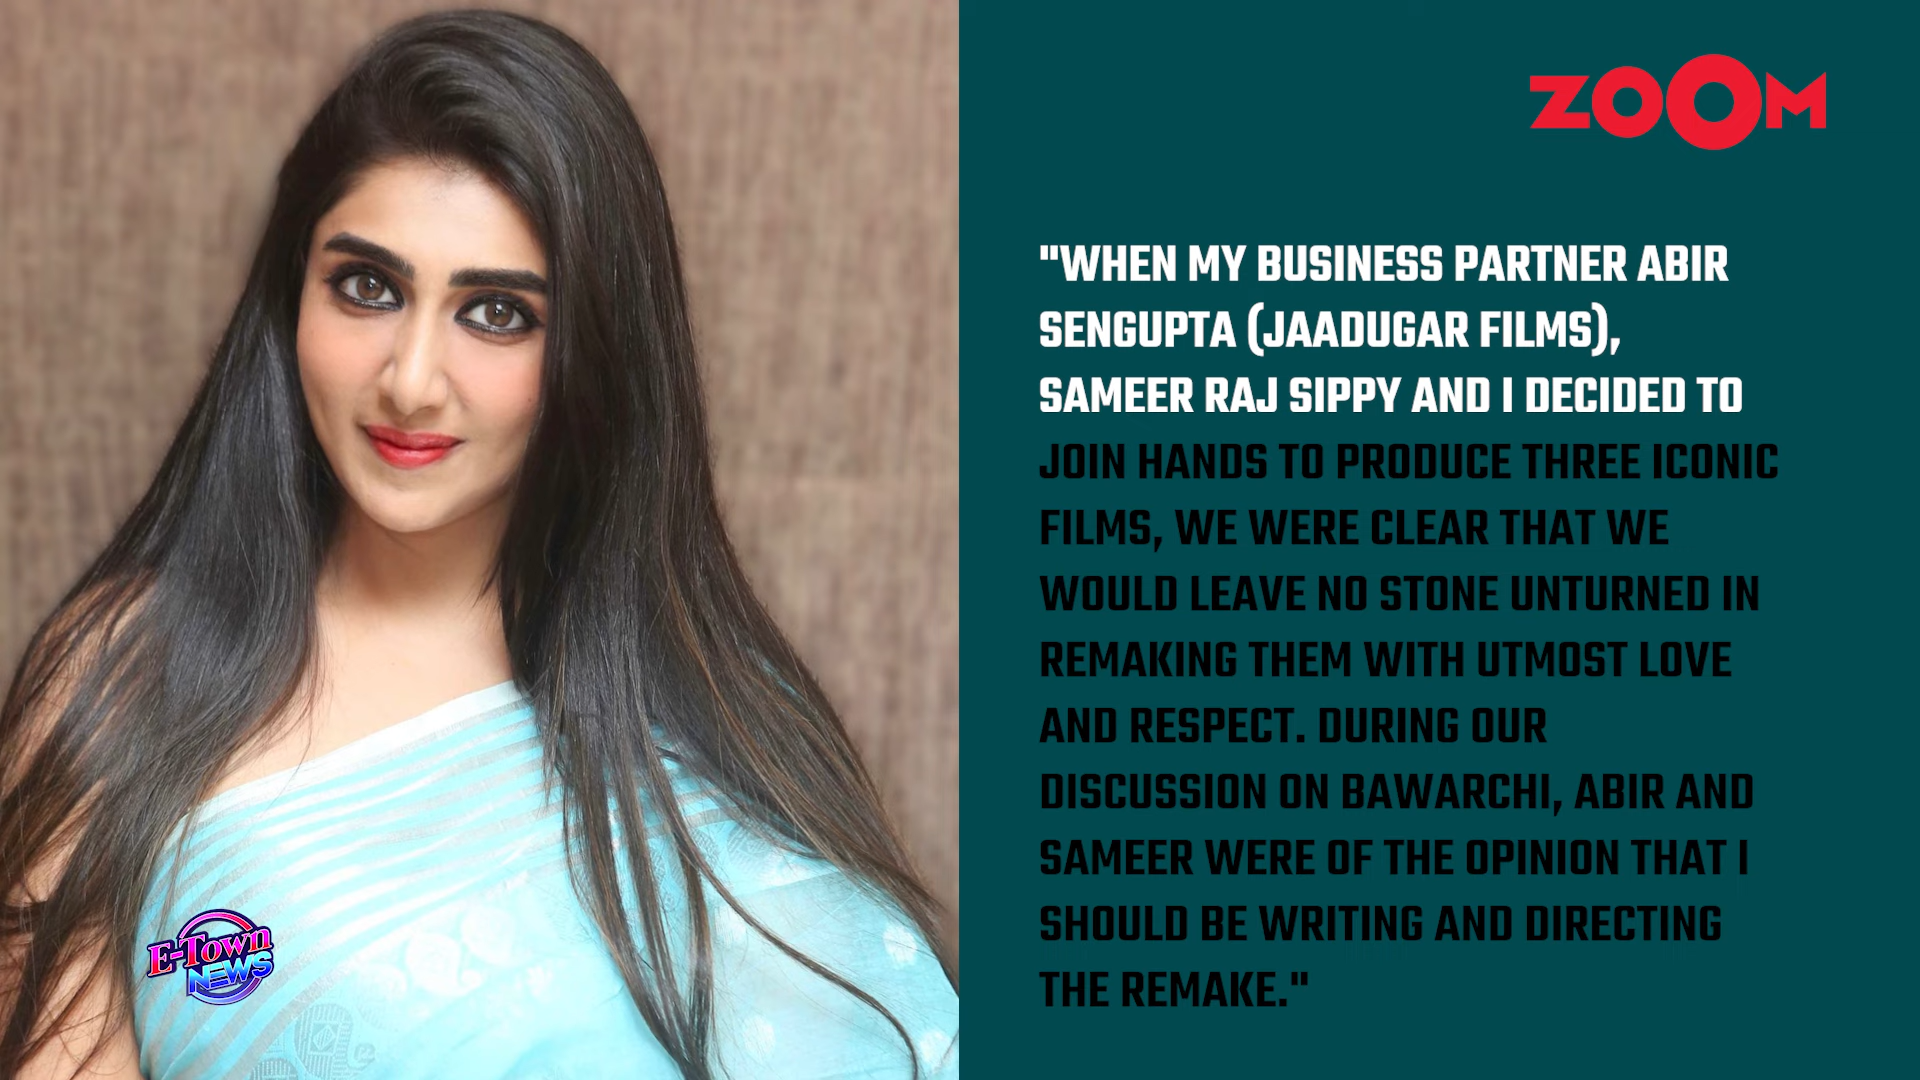 ZOOM
"WHEN MY BUSINESS PARTNER ABIR
SENGUPTA (JAADUGAR FILMS),
SAMEER RAJ SIPPY AND I DECIDED TO
JOIN HANDS TO PRODUCE THREE ICONIC
FILMS, WE WERE CLEAR THAT WE
WOULD LEAVE NO STONE UNTURNED IN
REMAKING THEM WITH UTMOST LOVE
AND RESPECT. DURING OUR
DISCUSSION ON BAWARCHI, ABIR AND
SAMEER WERE OF THE OPINION THAT I
SHOULD BE WRITING AND DIRECTING
THE REMAKE."
E-Town
NEWS